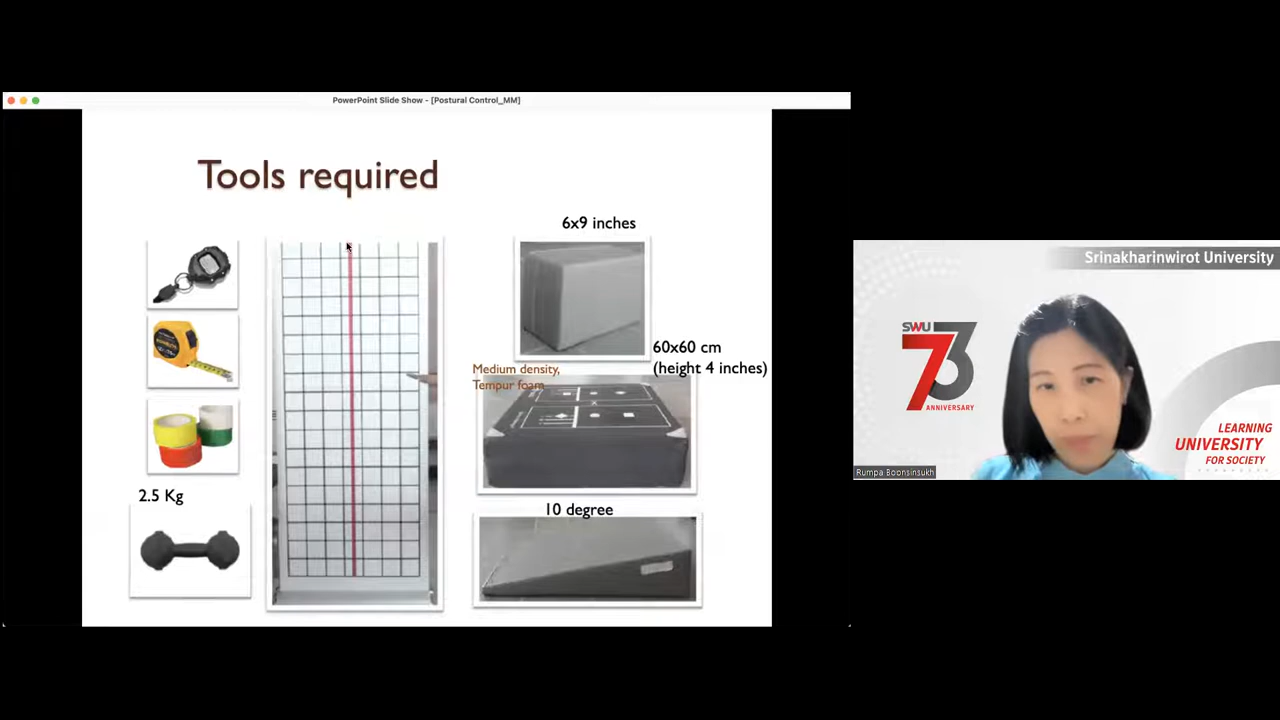 PowerPoint Slide Show - [Postural Control_MM]
Tools required
6x9 inches
60x60 cm
(height 4 inches)
Medium density,
Tempur foam
2.5 Kg
10 degree
Srinakharinwirot University
SWU
73
ANNIVERSARY
LEARNING
UNIVERSITY
FOR SOCIETY
Rumpa Boonsinsukh